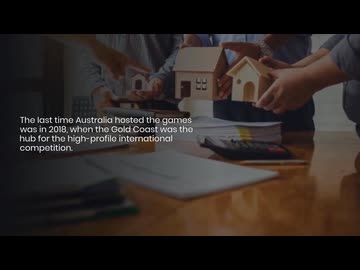 The last time Australia hosted the games
was in 2018, when the Gold Coast was the
hub for the high-profile international
competition.